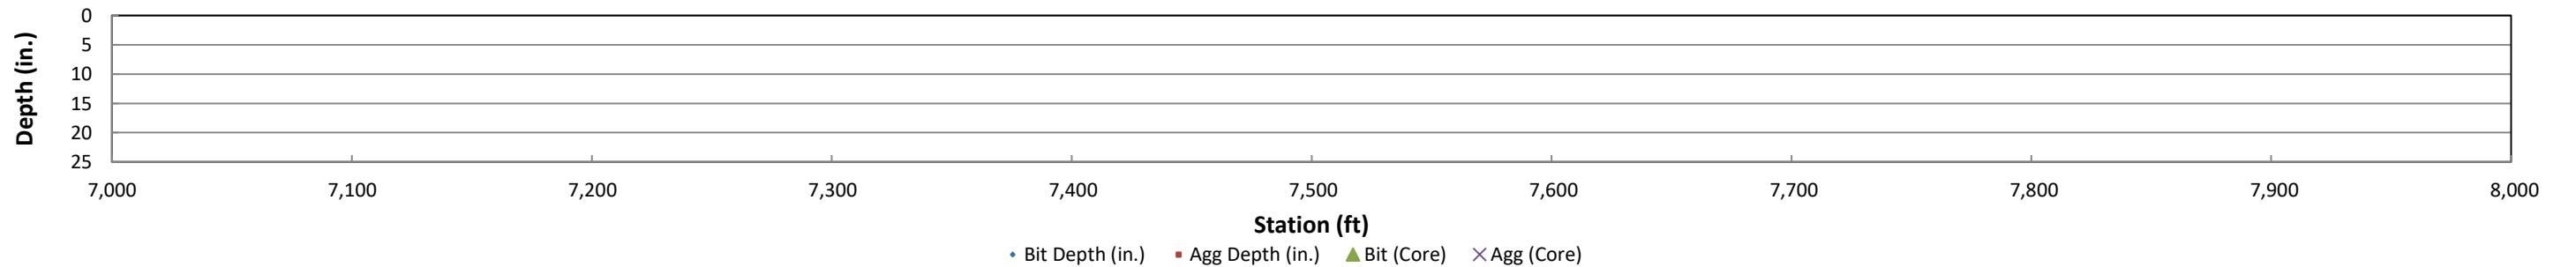 Depth (in.)
0
5
10
15
20
25
7,000 7,100 7,200 7,300 7,400 7,500 7,600 7,700 7,800 7,900 8,000
Station (ft)
Bit Depth (in.) Agg Depth (in.) Bit (Core) Agg (Core)